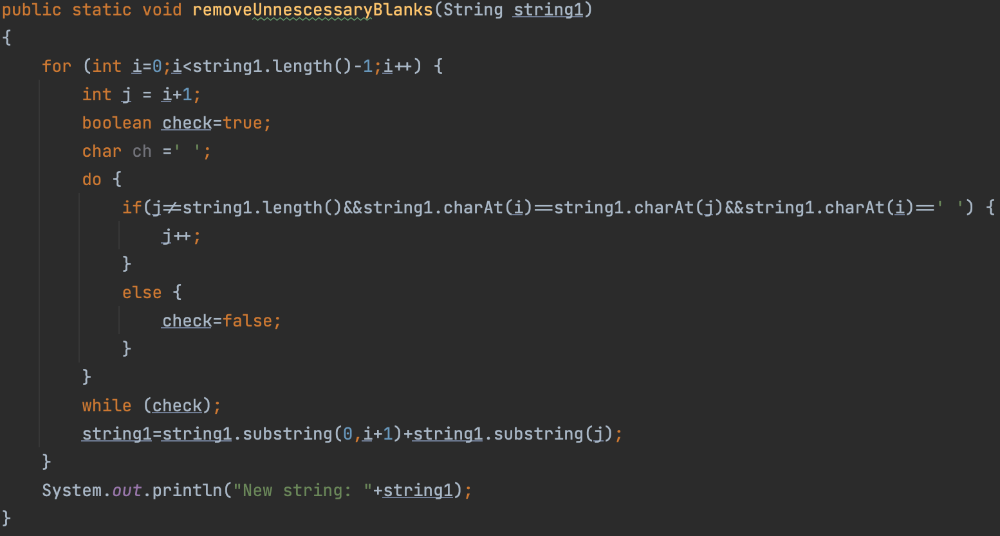 public static void removeUnnescessaryBlanks(String string1)
{
    for (int i=0;i<string1.length()-1;i++) {
        int j = i+1;
        boolean check=true;
        char ch =' ';
        do {
            if(j!=string1.length()&&string1.charAt(i)==string1.charAt(j)&&string1.charAt(i)==' ') {
                j++;
            }
            else {
                check=false;
            }
        }
        while (check);
        string1=string1.substring(0,i+1)+string1.substring(j);
    }
    System.out.println("New string: "+string1);
}